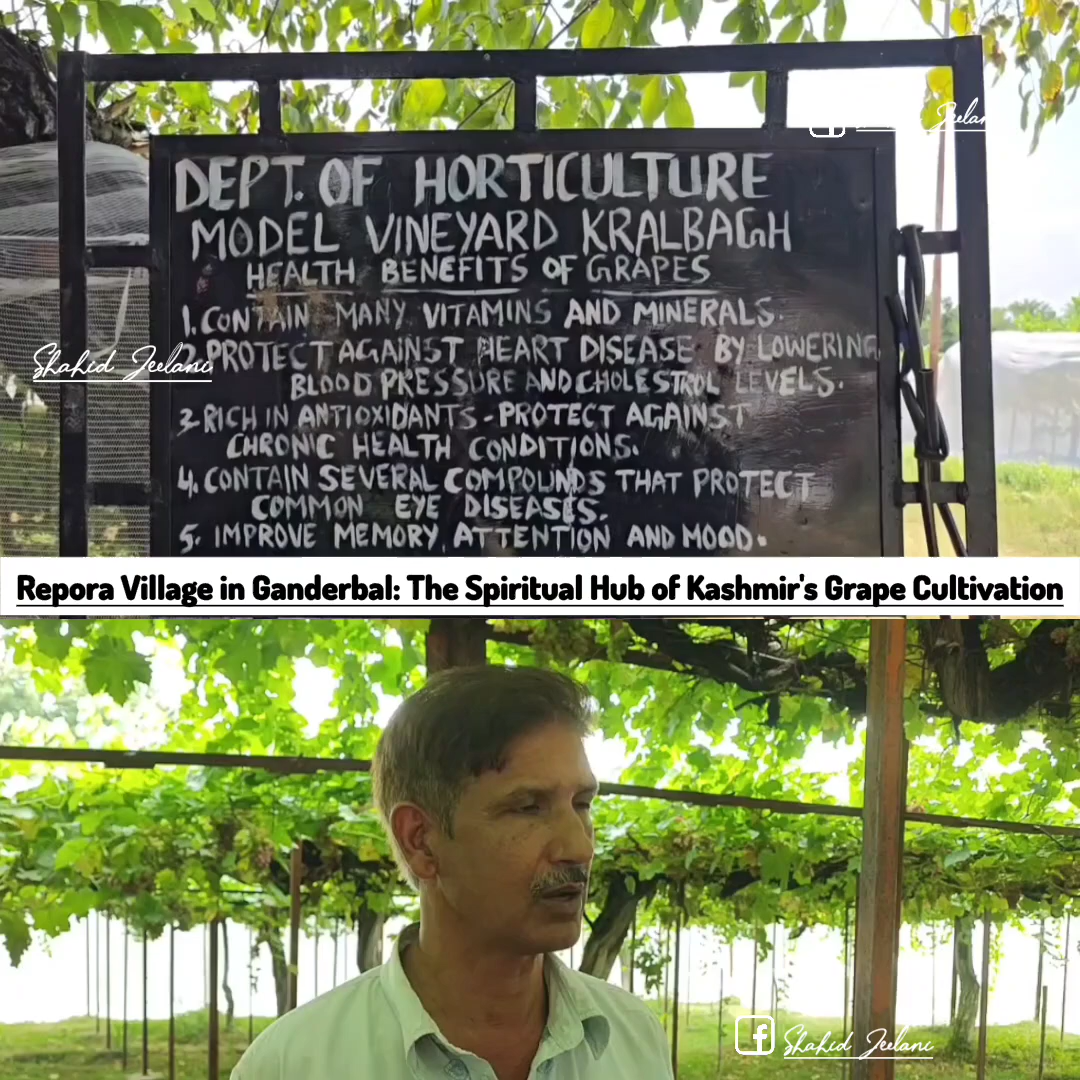 Jeelani
DEPT. OF HORTICULTURE
MODEL VINEYARD KRALBAGH
HEALTH BENEFITS OF GRAPES
1. CONTAIN MANY VITAMINS AND MINERALS.
2. PROTECT AGAINST HEART DISEASE BY LOWERING
BLOOD PRESSURE AND CHOLESTROL LEVELS.
3. RICH IN ANTIOXIDANTS - PROTECT AGAINST
CHRONIC HEALTH CONDITIONS.
4. CONTAIN SEVERAL COMPOUNDS THAT PROTECT
COMMON EYE DISEASES.
5. IMPROVE MEMORY, ATTENTION AND MOOD.
Shahid Jeelani
Repora Village in Ganderbal: The Spiritual Hub of Kashmir's Grape Cultivation
f Shahid Jeelani